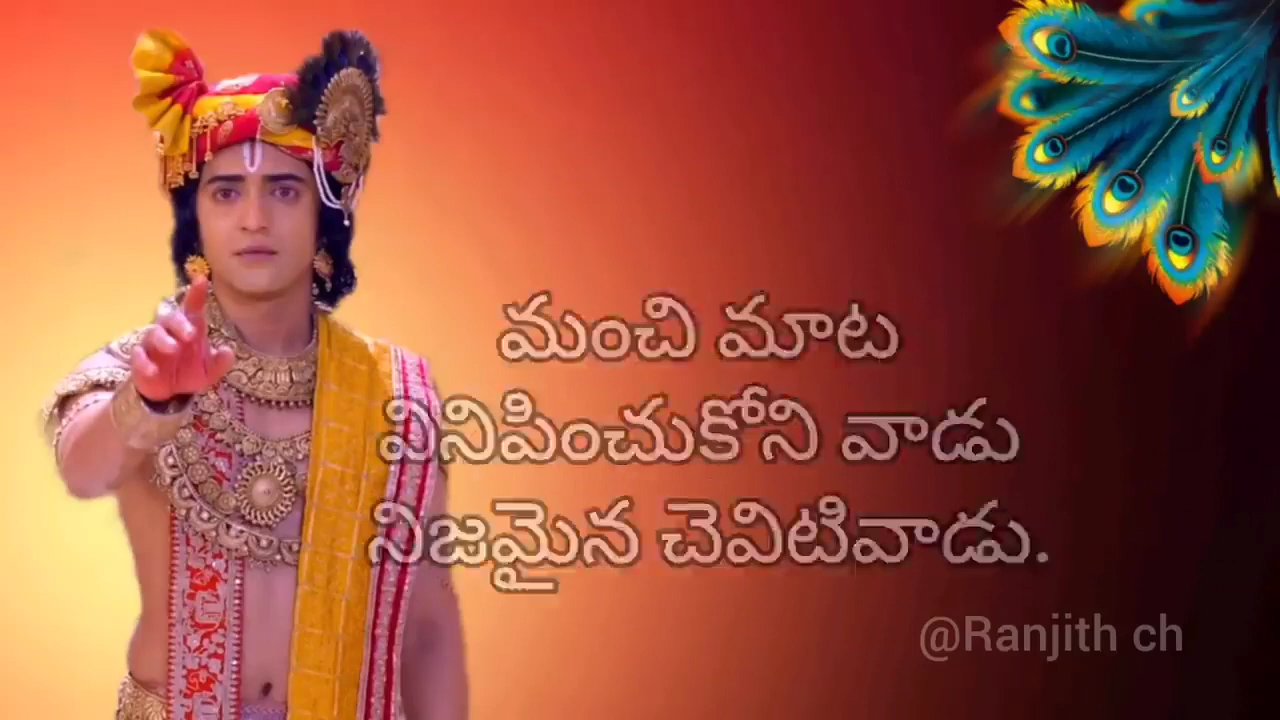 మంచి మాట
వినిపించుకోని వాడు
నిజమైన చెవిటివాడు.
@Ranjith ch